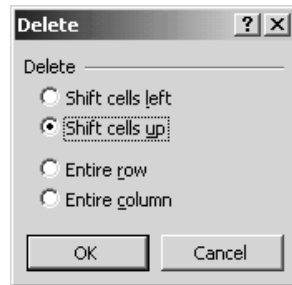 Delete ? ×
Delete
Shift cells left
Shift cells up
Entire row
Entire column
OK Cancel